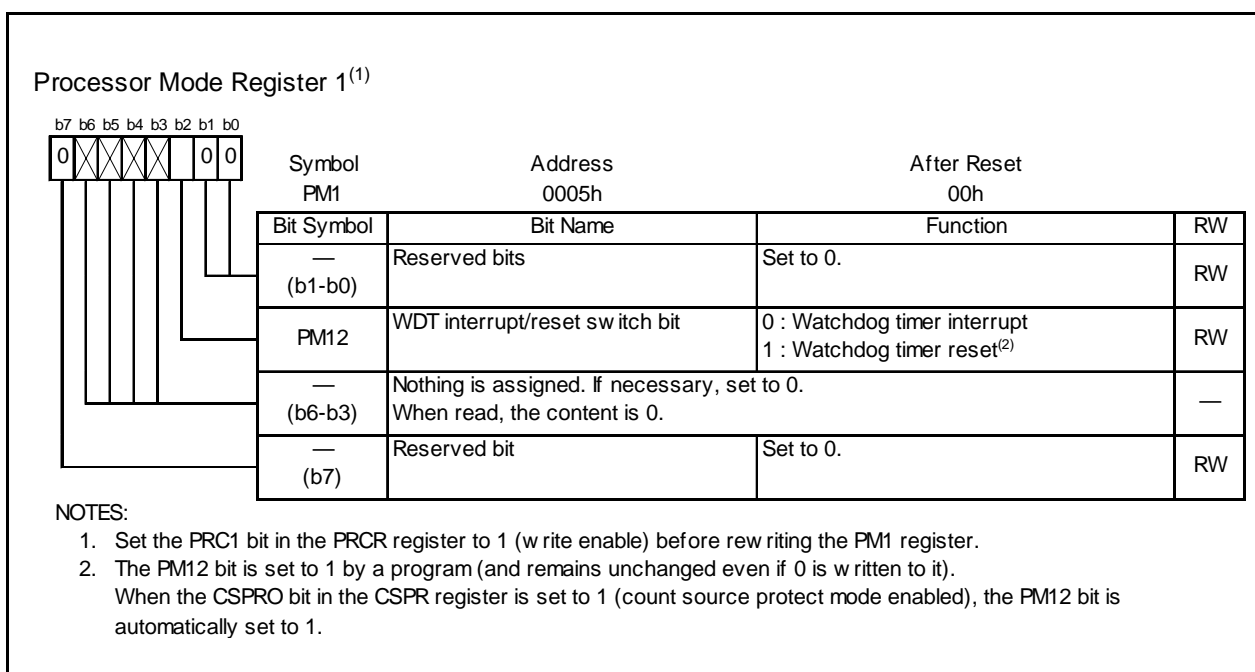 Processor Mode Register 1(1)
b7 b6 b5 b4 b3 b2 b1 b0
0 0 0
Symbol Address After Reset
PM1 0005h 00h
Bit Symbol Bit Name Function RW
— (b1-b0) Reserved bits Set to 0. RW
PM12 WDT interrupt/reset switch bit 0 : Watchdog timer interrupt RW
1 : Watchdog timer reset(2)
— (b6-b3) Nothing is assigned. If necessary, set to 0. —
When read, the content is 0.
— (b7) Reserved bit Set to 0. RW
NOTES:
1. Set the PRC1 bit in the PRCR register to 1 (write enable) before rewriting the PM1 register.
2. The PM12 bit is set to 1 by a program (and remains unchanged even if 0 is written to it).
When the CSPRO bit in the CSPR register is set to 1 (count source protect mode enabled), the PM12 bit is
automatically set to 1.